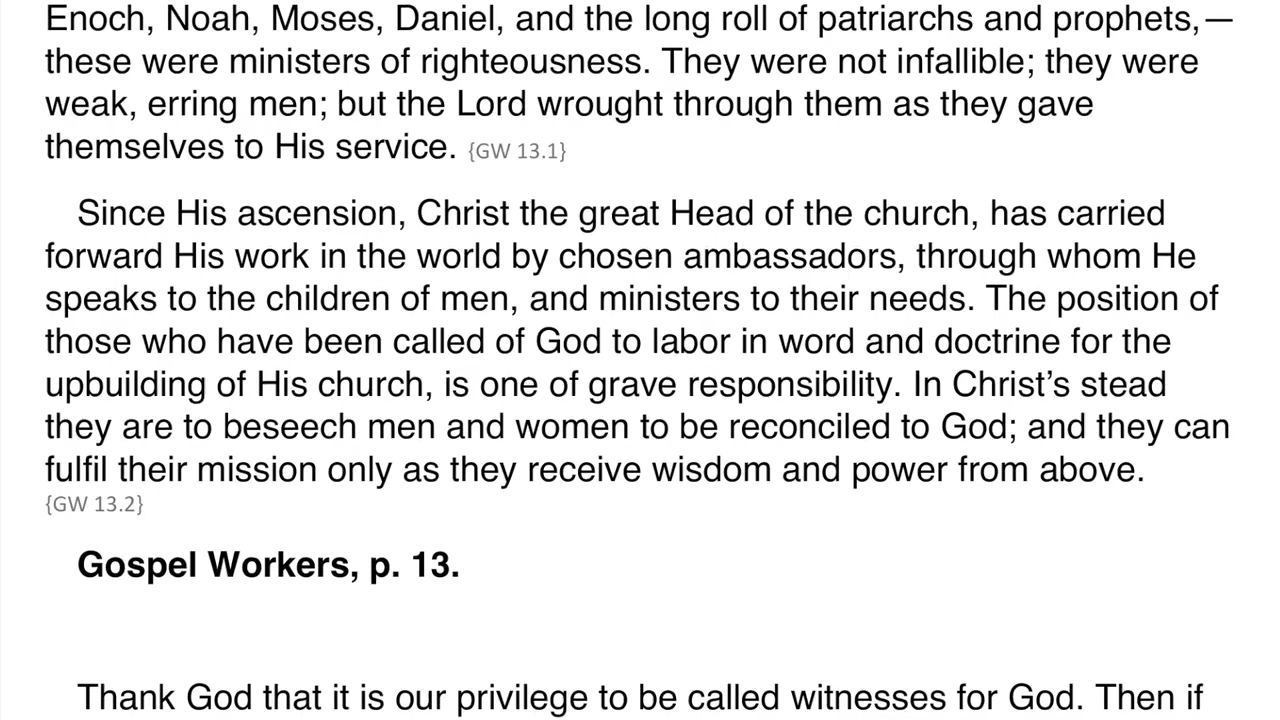 Enoch, Noah, Moses, Daniel, and the long roll of patriarchs and prophets,—
these were ministers of righteousness. They were not infallible; they were
weak, erring men; but the Lord wrought through them as they gave
themselves to His service. {GW 13.1}
Since His ascension, Christ the great Head of the church, has carried
forward His work in the world by chosen ambassadors, through whom He
speaks to the children of men, and ministers to their needs. The position of
those who have been called of God to labor in word and doctrine for the
upbuilding of His church, is one of grave responsibility. In Christ’s stead
they are to beseech men and women to be reconciled to God; and they can
fulfil their mission only as they receive wisdom and power from above.
{GW 13.2}
Gospel Workers, p. 13.
Thank God that it is our privilege to be called witnesses for God. Then if